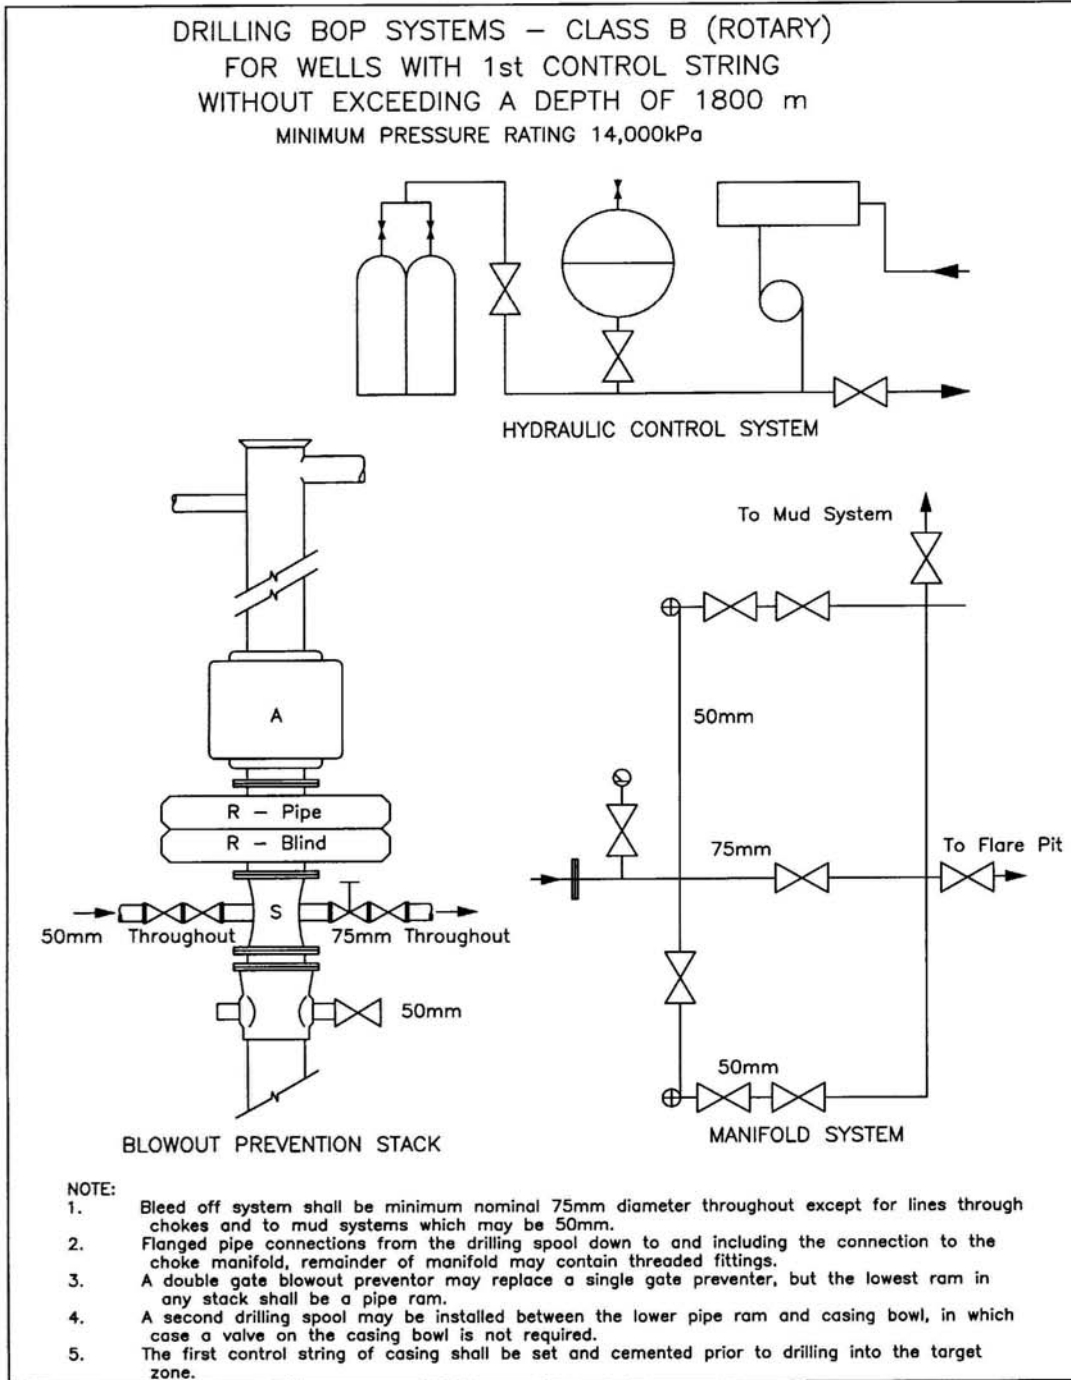 DRILLING BOP SYSTEMS – CLASS B (ROTARY)
FOR WELLS WITH 1st CONTROL STRING
WITHOUT EXCEEDING A DEPTH OF 1800 m
MINIMUM PRESSURE RATING 14,000kPa
HYDRAULIC CONTROL SYSTEM
To Mud System
A
50mm
R – Pipe
R – Blind
75mm
To Flare Pit
S
50mm Throughout
75mm Throughout
50mm
50mm
BLOWOUT PREVENTION STACK
MANIFOLD SYSTEM
NOTE:
1. Bleed off system shall be minimum nominal 75mm diameter throughout except for lines through
chokes and to mud systems which may be 50mm.
2. Flanged pipe connections from the drilling spool down to and including the connection to the
choke manifold, remainder of manifold may contain threaded fittings.
3. A double gate blowout preventor may replace a single gate preventer, but the lowest ram in
any stack shall be a pipe ram.
4. A second drilling spool may be installed between the lower pipe ram and casing bowl, in which
case a valve on the casing bowl is not required.
5. The first control string of casing shall be set and cemented prior to drilling into the target
zone.